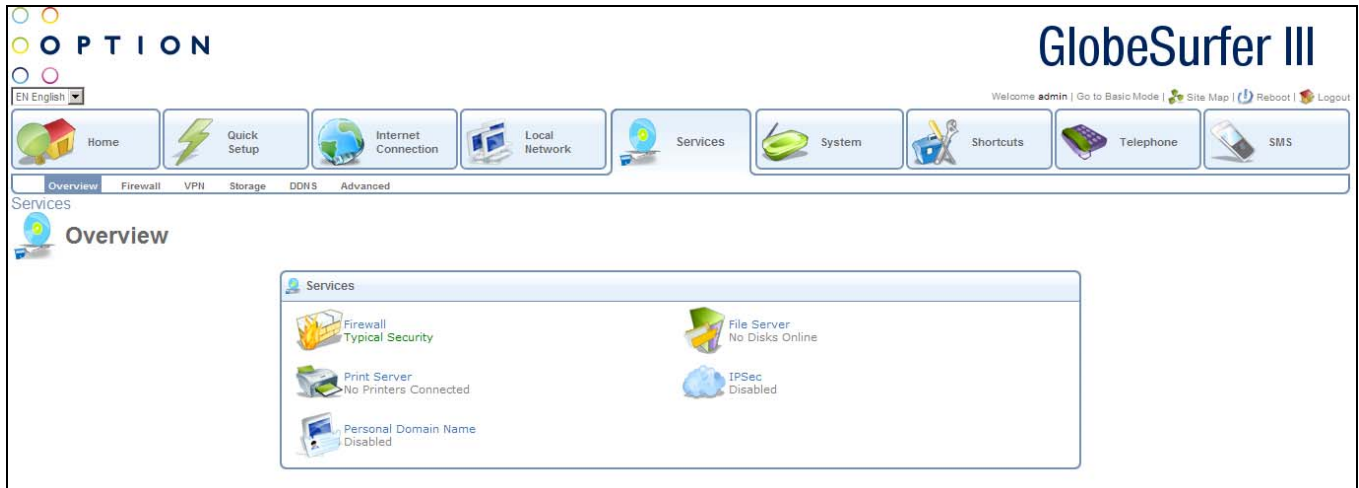 OPTION
GlobeSurfer III
EN English
Welcome admin | Go to Basic Mode | Site Map | Reboot | Logout
Home
Quick Setup
Internet Connection
Local Network
Services
System
Shortcuts
Telephone
SMS
Overview Firewall VPN Storage DDNS Advanced
Services
Overview
Services
Firewall
Typical Security
File Server
No Disks Online
Print Server
No Printers Connected
IPSec
Disabled
Personal Domain Name
Disabled